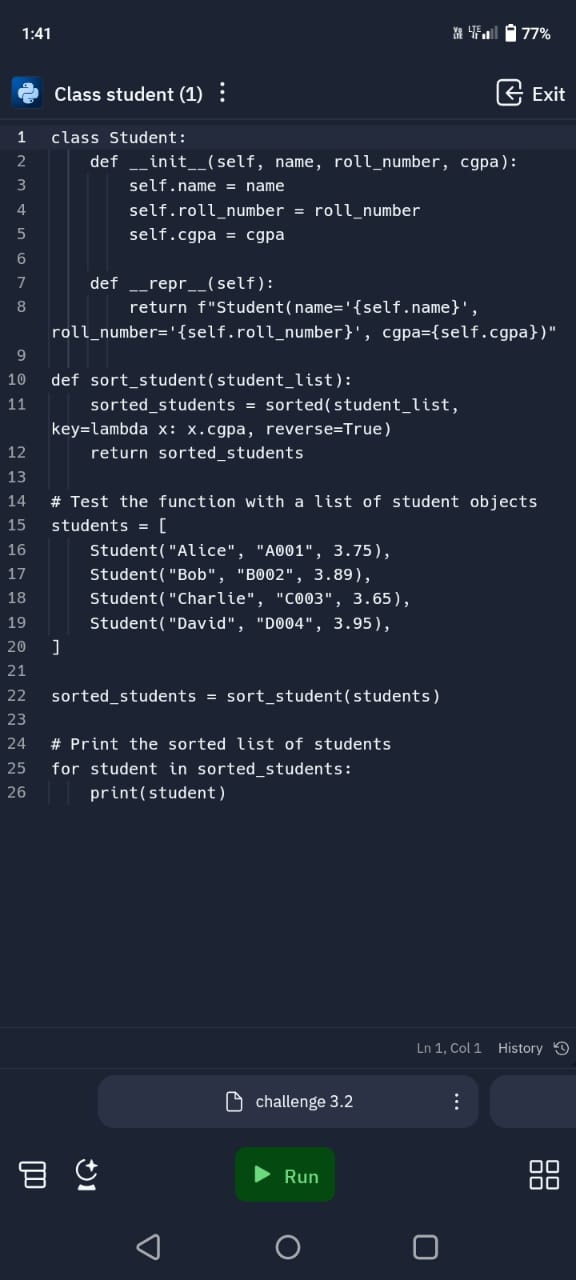 1:41
Vo LTE LTE 77%
Class student (1)
Exit
1 class Student:
2     def __init__(self, name, roll_number, cgpa):
3         self.name = name
4         self.roll_number = roll_number
5         self.cgpa = cgpa
6
7     def __repr__(self):
8         return f"Student(name='{self.name}',
roll_number='{self.roll_number}', cgpa={self.cgpa})"
9
10 def sort_student(student_list):
11     sorted_students = sorted(student_list,
key=lambda x: x.cgpa, reverse=True)
12     return sorted_students
13
14 # Test the function with a list of student objects
15 students = [
16     Student("Alice", "A001", 3.75),
17     Student("Bob", "B002", 3.89),
18     Student("Charlie", "C003", 3.65),
19     Student("David", "D004", 3.95),
20 ]
21
22 sorted_students = sort_student(students)
23
24 # Print the sorted list of students
25 for student in sorted_students:
26     print(student)
Ln 1, Col 1 History
challenge 3.2
Run